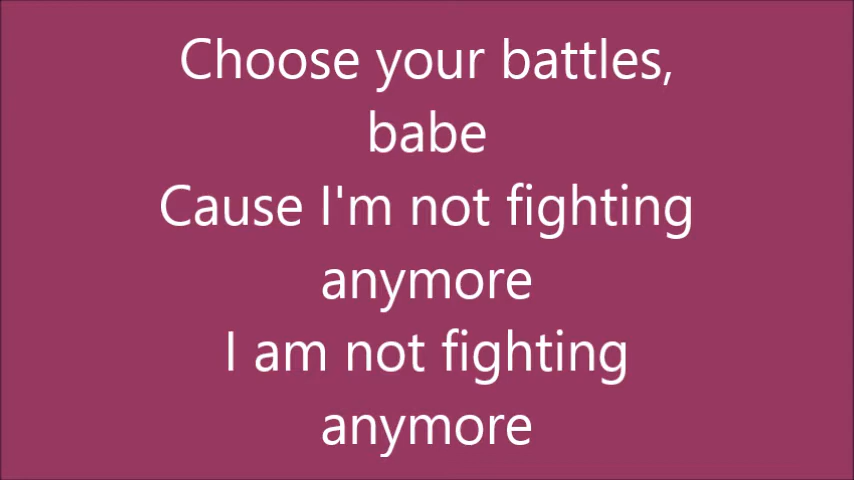 Choose your battles,
babe
Cause I'm not fighting
anymore
I am not fighting
anymore